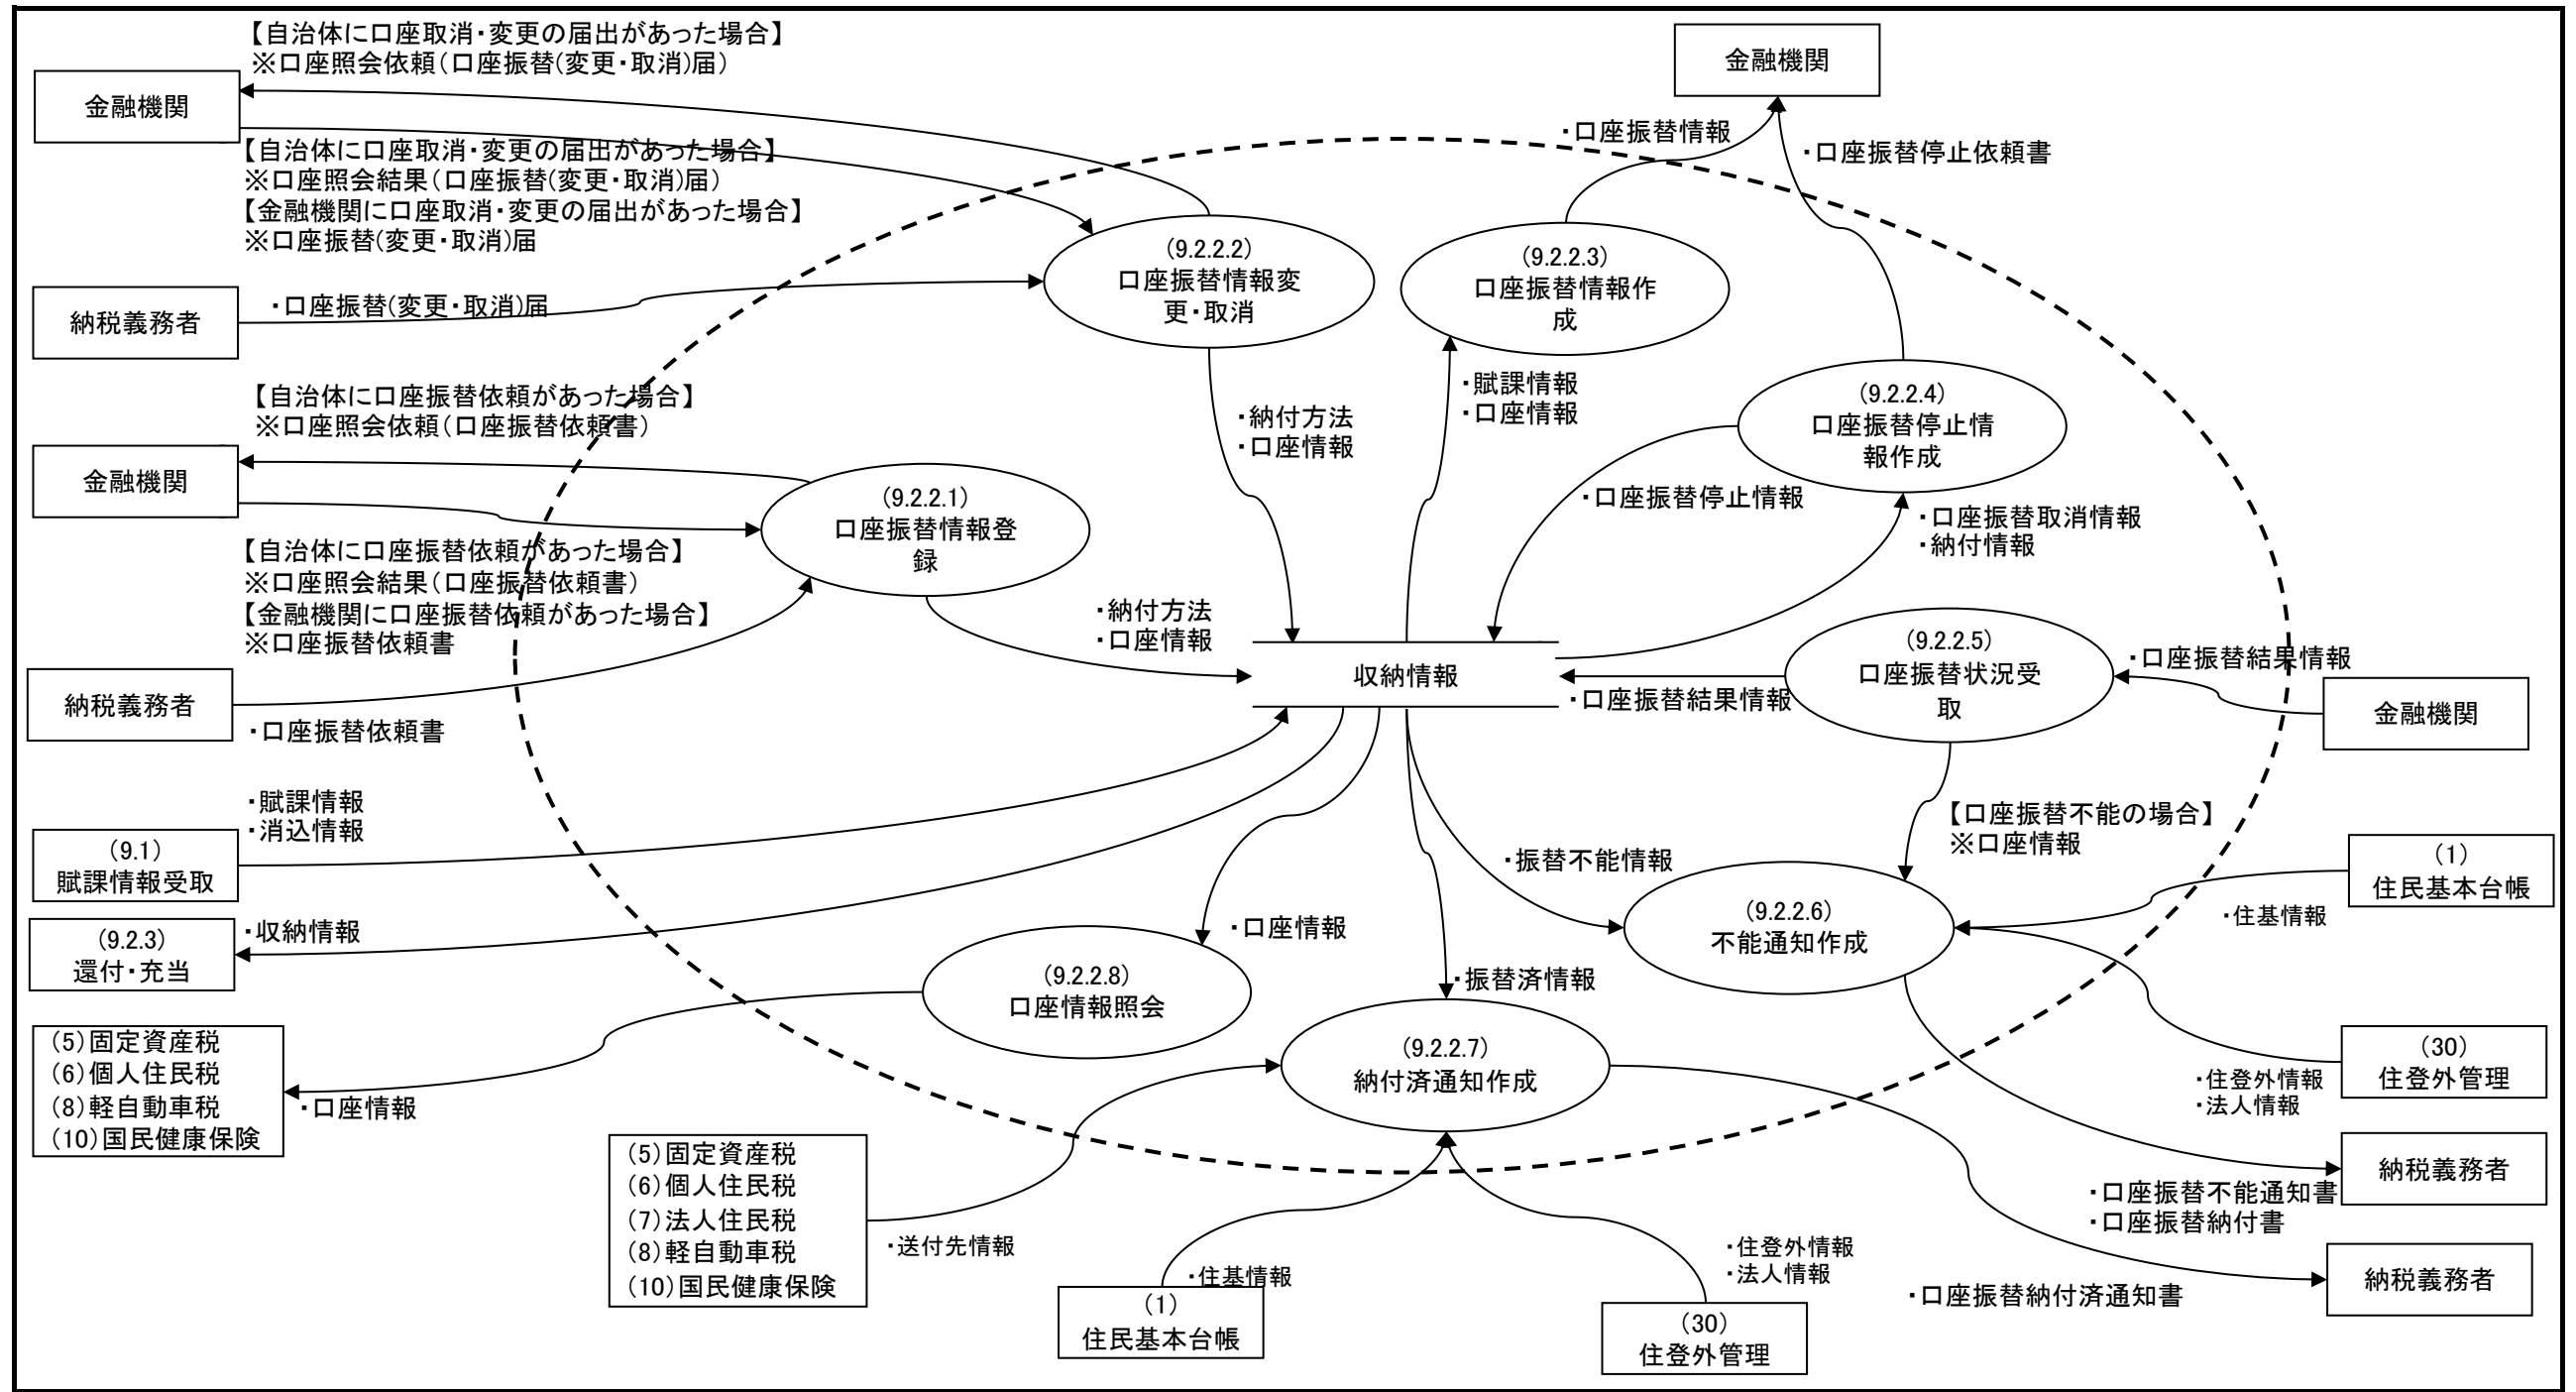 【自治体に口座取消・変更の届出があった場合】
※口座照会依頼（口座振替(変更・取消)届）
金融機関
【自治体に口座取消・変更の届出があった場合】
※口座照会結果（口座振替(変更・取消)届）
【金融機関に口座取消・変更の届出があった場合】
※口座振替(変更・取消)届
納税義務者
・口座振替(変更・取消)届
(9.2.2.2)
口座振替情報変
更・取消
・口座振替情報
金融機関
・口座振替停止依頼書
(9.2.2.3)
口座振替情報作
成
・賦課情報
・口座情報
・納付方法
・口座情報
(9.2.2.4)
口座振替停止情
報作成
・口座振替停止情報
・口座振替取消情報
・納付情報
【自治体に口座振替依頼があった場合】
※口座照会依頼（口座振替依頼書）
金融機関
(9.2.2.1)
口座振替情報登
録
【自治体に口座振替依頼があった場合】
※口座照会結果（口座振替依頼書）
【金融機関に口座振替依頼があった場合】
※口座振替依頼書
納税義務者
・口座振替依頼書
・納付方法
・口座情報
収納情報
(9.2.2.5)
口座振替状況受
取
・口座振替結果情報
・口座振替結果情報
金融機関
・賦課情報
・消込情報
(9.1)
賦課情報受取
(9.2.3)
還付・充当
・収納情報
・口座情報
(9.2.2.8)
口座情報照会
・振替不能情報
・振替済情報
【口座振替不能の場合】
※口座情報
(9.2.2.6)
不能通知作成
(1)
住民基本台帳
・住基情報
(30)
住登外管理
・住登外情報
・法人情報
(5)固定資産税
(6)個人住民税
(8)軽自動車税
(10)国民健康保険
・口座情報
(9.2.2.7)
納付済通知作成
(5)固定資産税
(6)個人住民税
(7)法人住民税
(8)軽自動車税
(10)国民健康保険
・送付先情報
・住基情報
(1)
住民基本台帳
・住登外情報
・法人情報
(30)
住登外管理
納税義務者
・口座振替不能通知書
・口座振替納付書
納税義務者
・口座振替納付済通知書